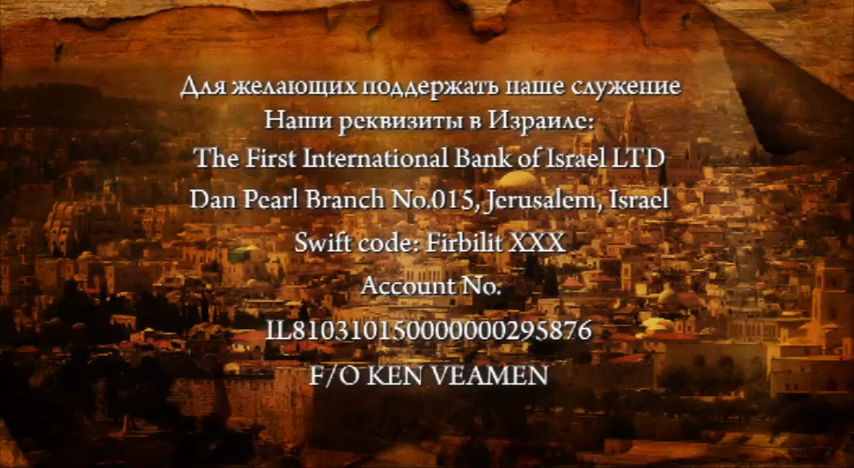 Для желающих поддержать наше служение
Наши реквизиты в Израиле:
The First International Bank of Israel LTD
Dan Pearl Branch No.015, Jerusalem, Israel
Swift code: Firbilit XXX
Account No.
IL810310150000000295876
F/O KEN VEAMEN